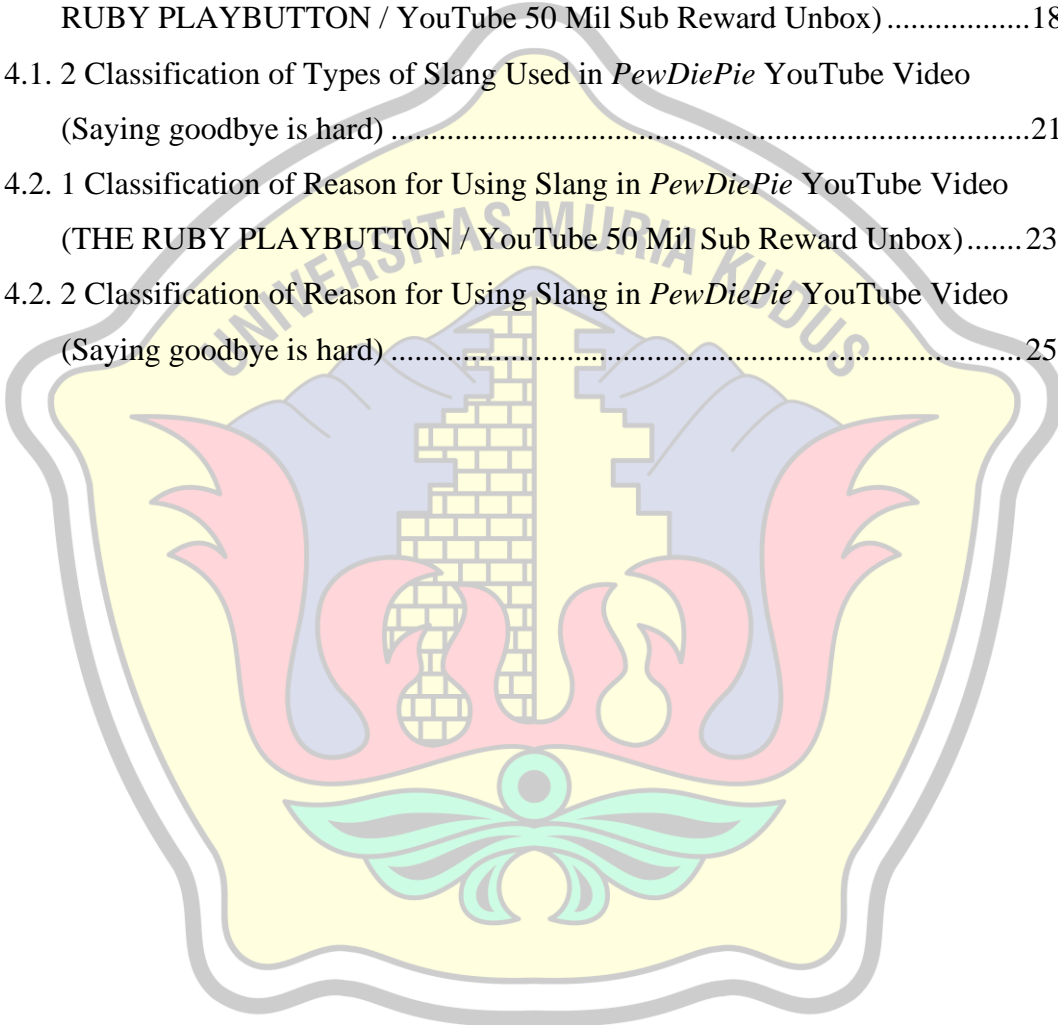 RUBY PLAYBUTTON / YouTube 50 Mil Sub Reward Unbox) .................18
4.1. 2 Classification of Types of Slang Used in PewDiePie YouTube Video
(Saying goodbye is hard) ..........................................................................21
4.2. 1 Classification of Reason for Using Slang in PewDiePie YouTube Video
(THE RUBY PLAYBUTTON / YouTube 50 Mil Sub Reward Unbox) .......23
4.2. 2 Classification of Reason for Using Slang in PewDiePie YouTube Video
(Saying goodbye is hard) ..........................................................................25
UNIVERSITAS MURIA KUDUS